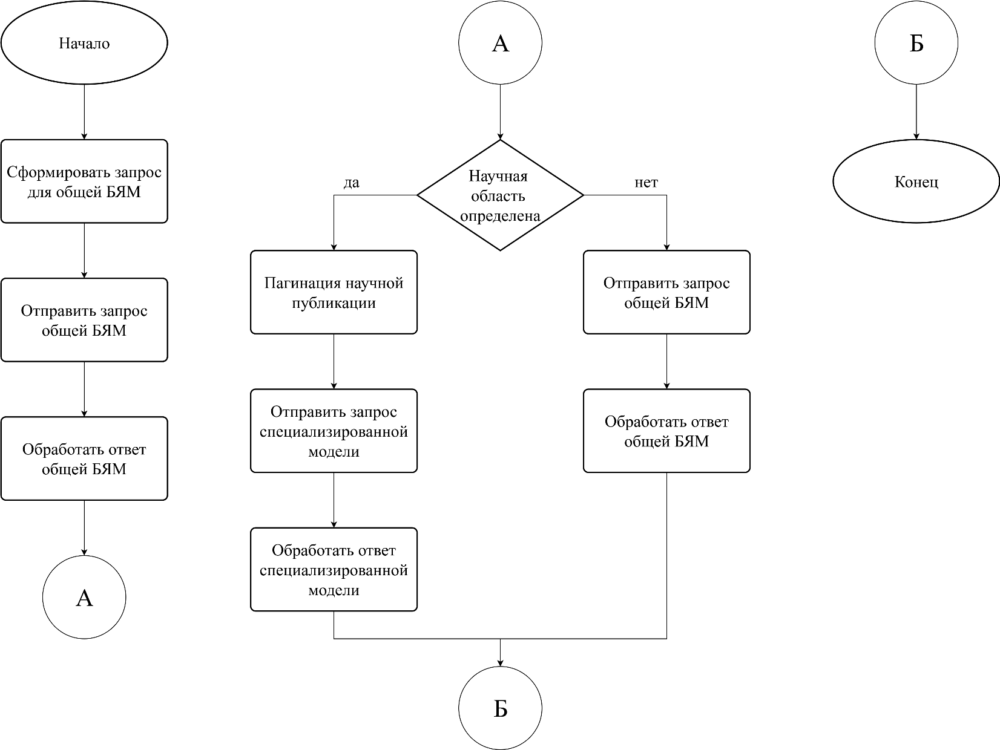 Начало
Сформировать запрос
для общей БЯМ
Отправить запрос
общей БЯМ
Обработать ответ
общей БЯМ
А
А
Научная
область
определена
да
нет
Пагинация научной
публикации
Отправить запрос
специализированной
модели
Обработать ответ
специализированной
модели
Отправить запрос
общей БЯМ
Обработать ответ
общей БЯМ
Б
Б
Конец